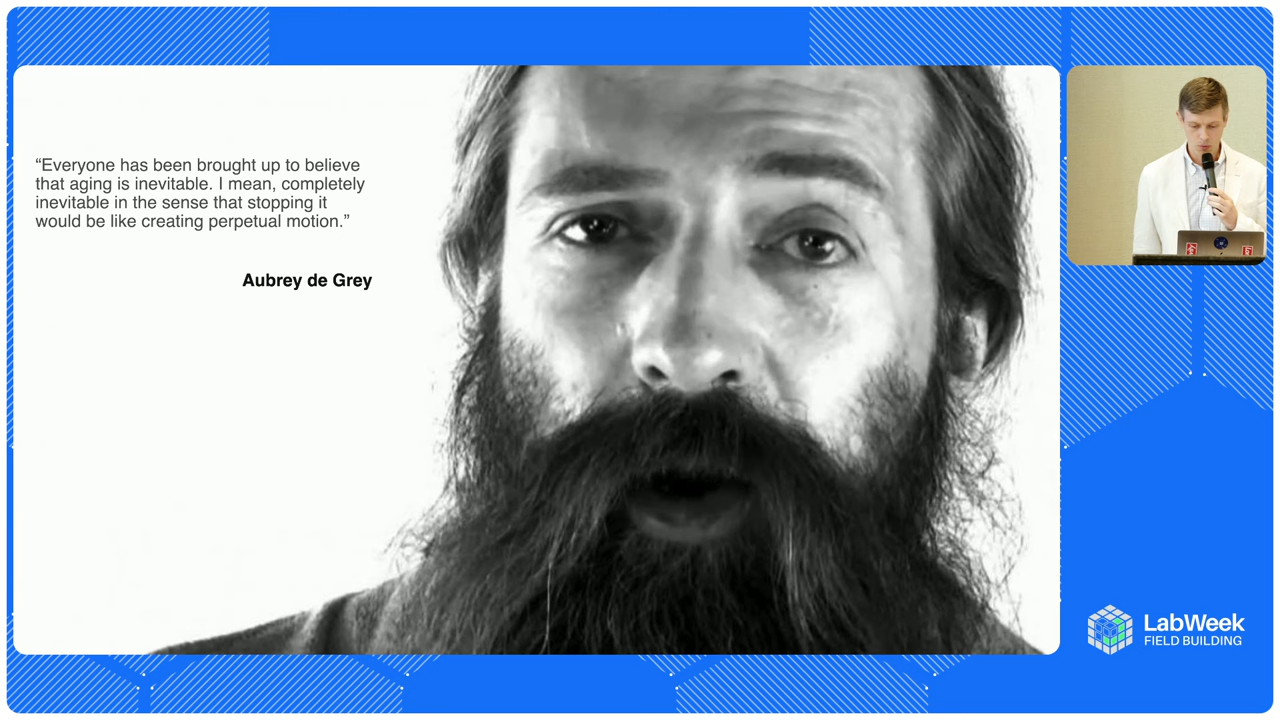 “Everyone has been brought up to believe
that aging is inevitable. I mean, completely
inevitable in the sense that stopping it
would be like creating perpetual motion.”
Aubrey de Grey
LabWeek
FIELD BUILDING